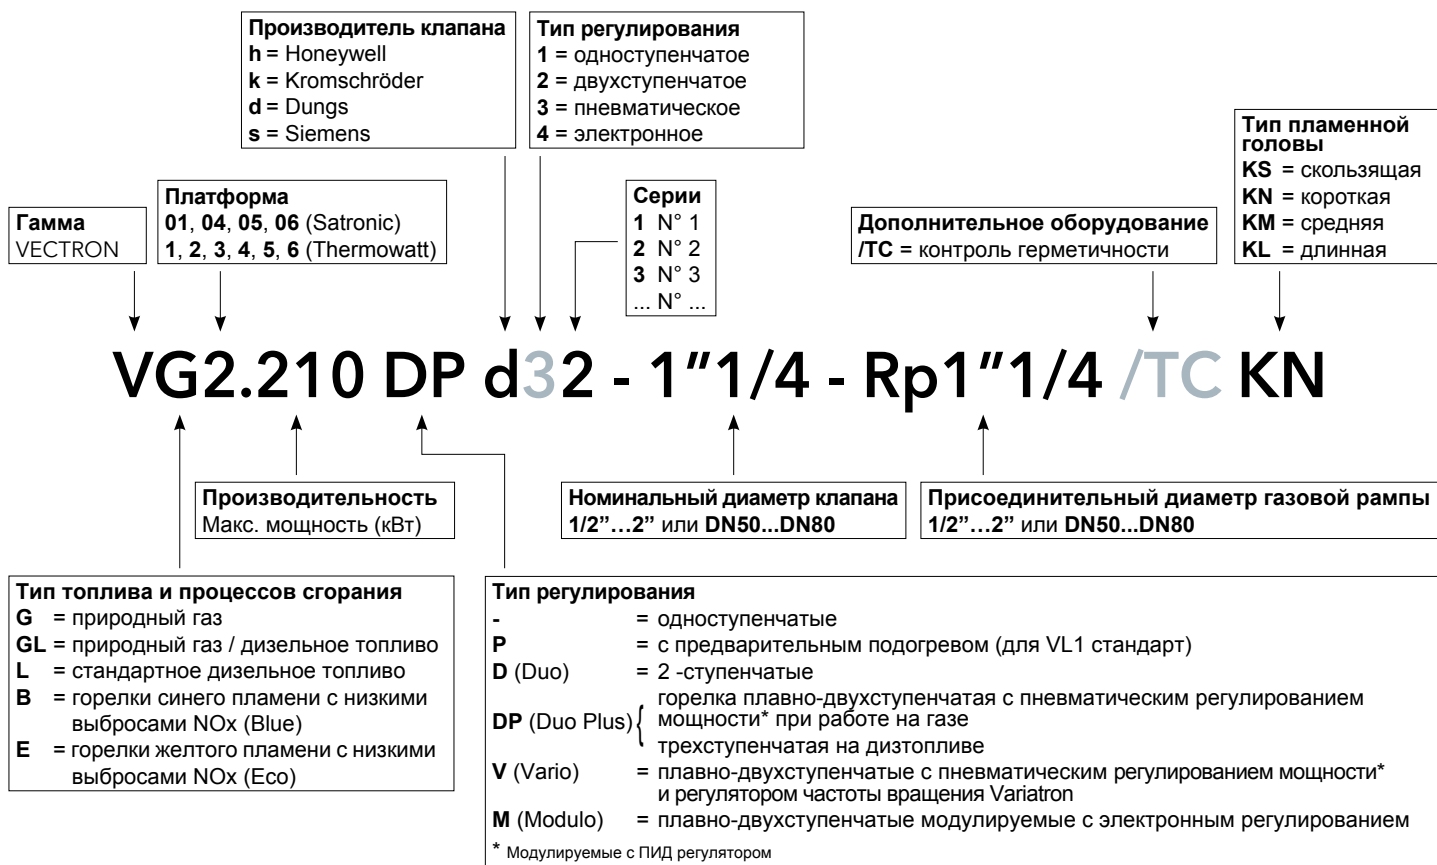 Производитель клапана
h = Honeywell
k = Kromschröder
d = Dungs
s = Siemens
Тип регулирования
1 = одноступенчатое
2 = двухступенчатое
3 = пневматическое
4 = электронное
Тип пламенной
головы
KS = скользящая
KN = короткая
KM = средняя
KL = длинная
Гамма
VECTRON
Платформа
01, 04, 05, 06 (Satronic)
1, 2, 3, 4, 5, 6 (Thermowatt)
Серии
1 N° 1
2 N° 2
3 N° 3
... N° ...
Дополнительное оборудование
/TC = контроль герметичности
VG2.210 DP d32 - 1"1/4 - Rp1"1/4 /TC KN
Производительность
Макс. мощность (кВт)
Номинальный диаметр клапана
1/2”…2” или DN50...DN80
Присоединительный диаметр газовой рампы
1/2”…2” или DN50...DN80
Тип топлива и процессов сгорания
G = природный газ
GL = природный газ / дизельное топливо
L = стандартное дизельное топливо
B = горелки синего пламени с низкими
выбросами NOx (Blue)
E = горелки желтого пламени с низкими
выбросами NOx (Eco)
Тип регулирования
- = одноступенчатые
P = с предварительным подогревом (для VL1 стандарт)
D (Duo) = 2 -ступенчатые
DP (Duo Plus) { горелка плавно-двухступенчатая с пневматическим регулированием
мощности* при работе на газе
трехступенчатая на дизтопливе
V (Vario) = плавно-двухступенчатые с пневматическим регулированием мощности*
и регулятором частоты вращения Variatron
M (Modulo) = плавно-двухступенчатые модулируемые с электронным регулированием
* Модулируемые с ПИД регулятором